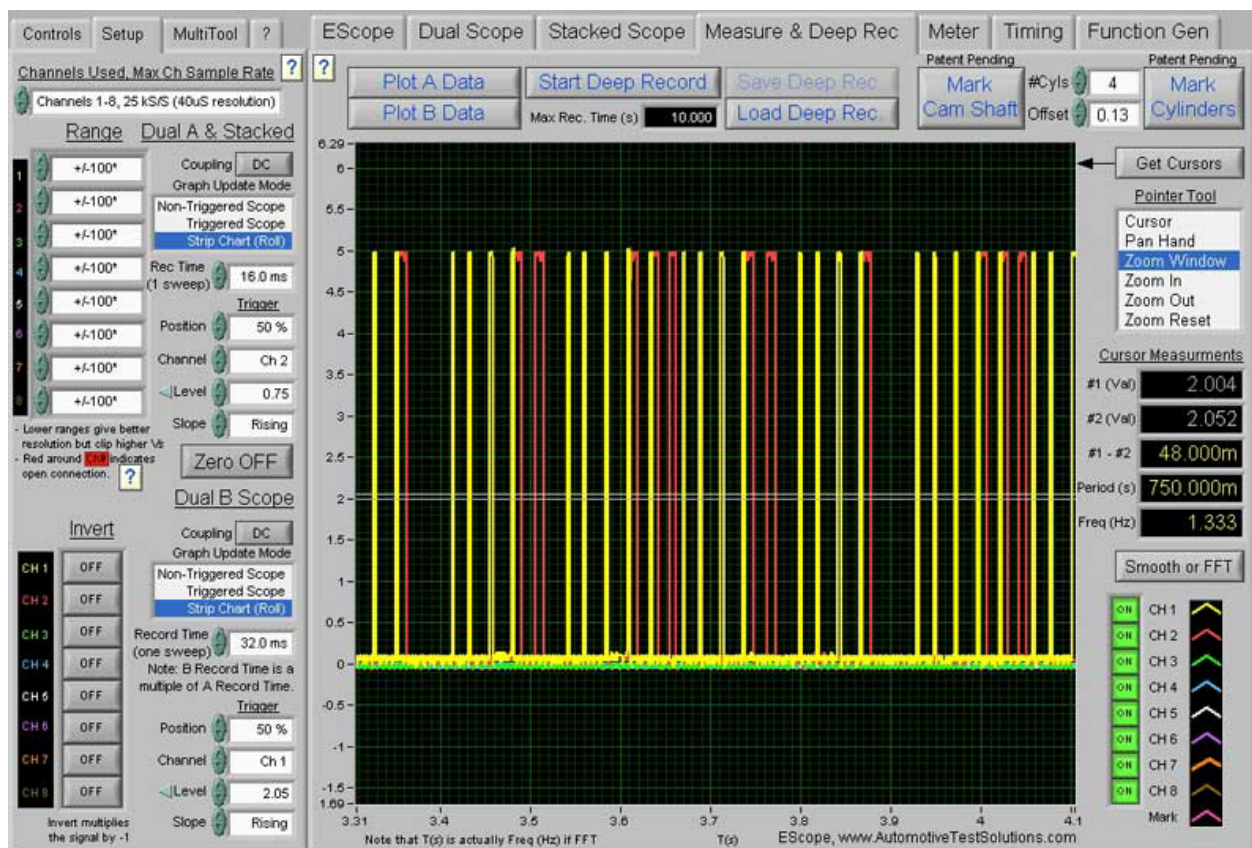 Controls Setup MultiTool ?
EScope Dual Scope Stacked Scope Measure & Deep Rec Meter Timing Function Gen
Channels Used, Max Ch Sample Rate ?
Channels 1-8, 25 kS/S (40uS resolution)
Range Dual A & Stacked
1 +/-100*
2 +/-100*
3 +/-100*
4 +/-100*
5 +/-100*
6 +/-100*
7 +/-100*
8 +/-100*
Coupling DC
Graph Update Mode
Non-Triggered Scope
Triggered Scope
Strip Chart (Roll)
Rec Time
(1 sweep) 16.0 ms
Trigger
Position 50 %
Channel Ch 2
Level 0.75
Slope Rising
- Lower ranges give better
resolution but clip higher Vs
- Red around Ch# indicates
open connection. ?
Zero OFF
Dual B Scope
Invert
CH 1 OFF
CH 2 OFF
CH 3 OFF
CH 4 OFF
CH 5 OFF
CH 6 OFF
CH 7 OFF
CH 8 OFF
Invert multiplies
the signal by -1
Coupling DC
Graph Update Mode
Non-Triggered Scope
Triggered Scope
Strip Chart (Roll)
Record Time
(one sweep) 32.0 ms
Note: B Record Time is a
multiple of A Record Time.
Trigger
Position 50 %
Channel Ch 1
Level 2.05
Slope Rising
?
Plot A Data Start Deep Record Save Deep Rec
Plot B Data Max Rec. Time (s) 10.000 Load Deep Rec
Patent Pending
Mark
Cam Shaft
#Cyls 4
Offset 0.13
Patent Pending
Mark
Cylinders
6.29
6
5.5
5
4.5
4
3.5
3
2.5
2
1.5
1
0.5
0
-0.5
-1
-1.5
1.69
3.31 3.4 3.5 3.6 3.7 3.8 3.9 4 4.1
Note that T(s) is actually Freq (Hz) if FFT T(s) EScope, www.AutomotiveTestSolutions.com
Get Cursors
Pointer Tool
Cursor
Pan Hand
Zoom Window
Zoom In
Zoom Out
Zoom Reset
Cursor Measurments
#1 (Val) 2.004
#2 (Val) 2.052
#1 - #2 48.000m
Period (s) 750.000m
Freq (Hz) 1.333
Smooth or FFT
ON CH 1
ON CH 2
ON CH 3
ON CH 4
ON CH 5
ON CH 6
ON CH 7
ON CH 8
Mark